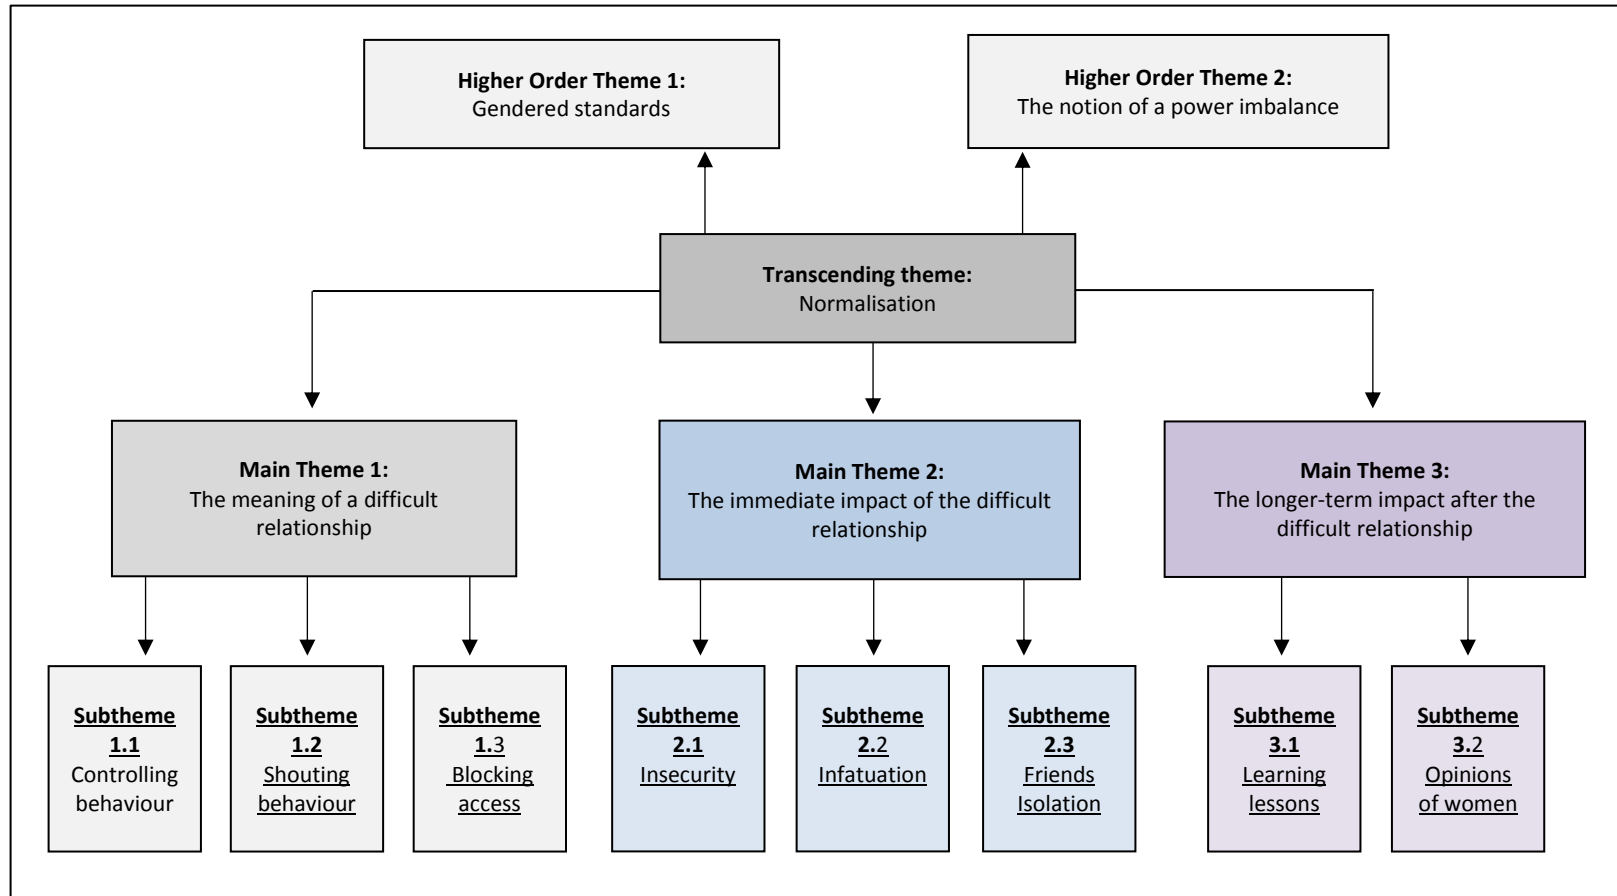 Higher Order Theme 1:
Gendered standards
Higher Order Theme 2:
The notion of a power imbalance
Transcending theme:
Normalisation
Main Theme 1:
The meaning of a difficult
relationship
Main Theme 2:
The immediate impact of the difficult
relationship
Main Theme 3:
The longer-term impact after the
difficult relationship
Subtheme
1.1
Controlling
behaviour
Subtheme
1.2
Shouting
behaviour
Subtheme
1.3
Blocking
access
Subtheme
2.1
Insecurity
Subtheme
2.2
Infatuation
Subtheme
2.3
Friends
Isolation
Subtheme
3.1
Learning
lessons
Subtheme
3.2
Opinions
of women